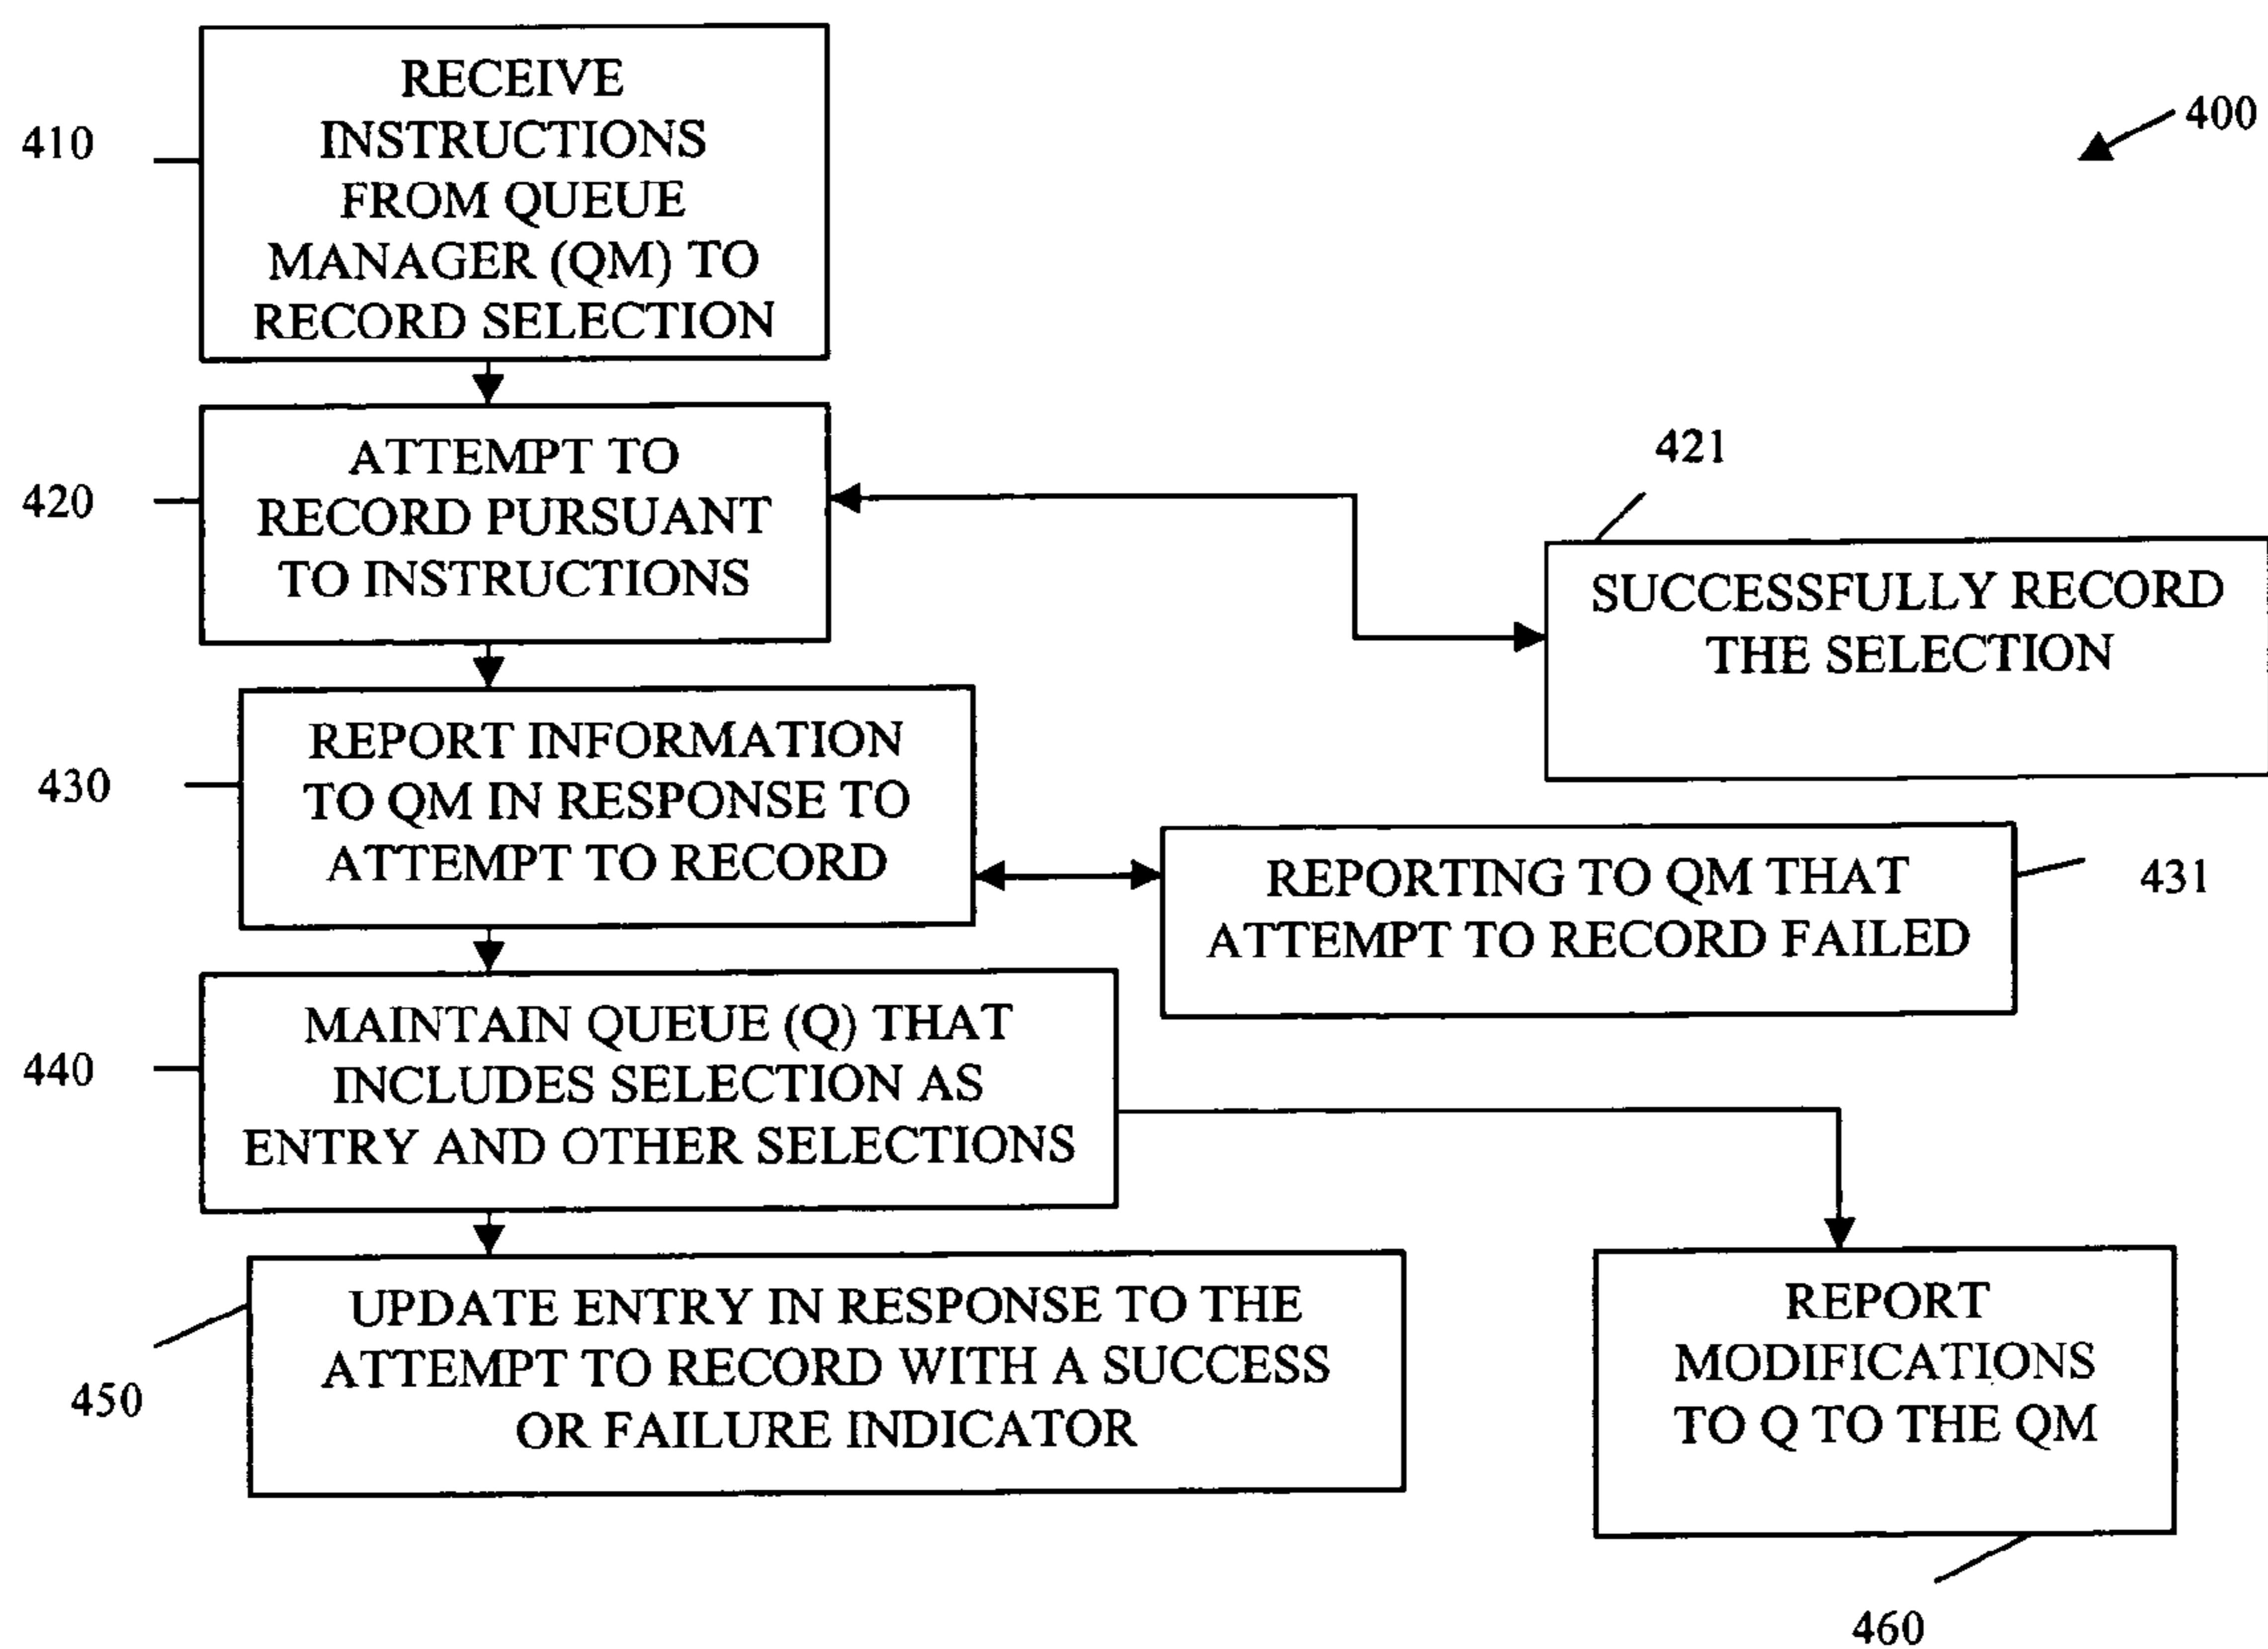 410
RECEIVE
INSTRUCTIONS
FROM QUEUE
MANAGER (QM) TO
RECORD SELECTION
400
420
ATTEMPT TO
RECORD PURSUANT
TO INSTRUCTIONS
421
SUCCESSFULLY RECORD
THE SELECTION
430
REPORT INFORMATION
TO QM IN RESPONSE TO
ATTEMPT TO RECORD
REPORTING TO QM THAT
ATTEMPT TO RECORD FAILED
431
440
MAINTAIN QUEUE (Q) THAT
INCLUDES SELECTION AS
ENTRY AND OTHER SELECTIONS
450
UPDATE ENTRY IN RESPONSE TO THE
ATTEMPT TO RECORD WITH A SUCCESS
OR FAILURE INDICATOR
REPORT
MODIFICATIONS
TO Q TO THE QM
460